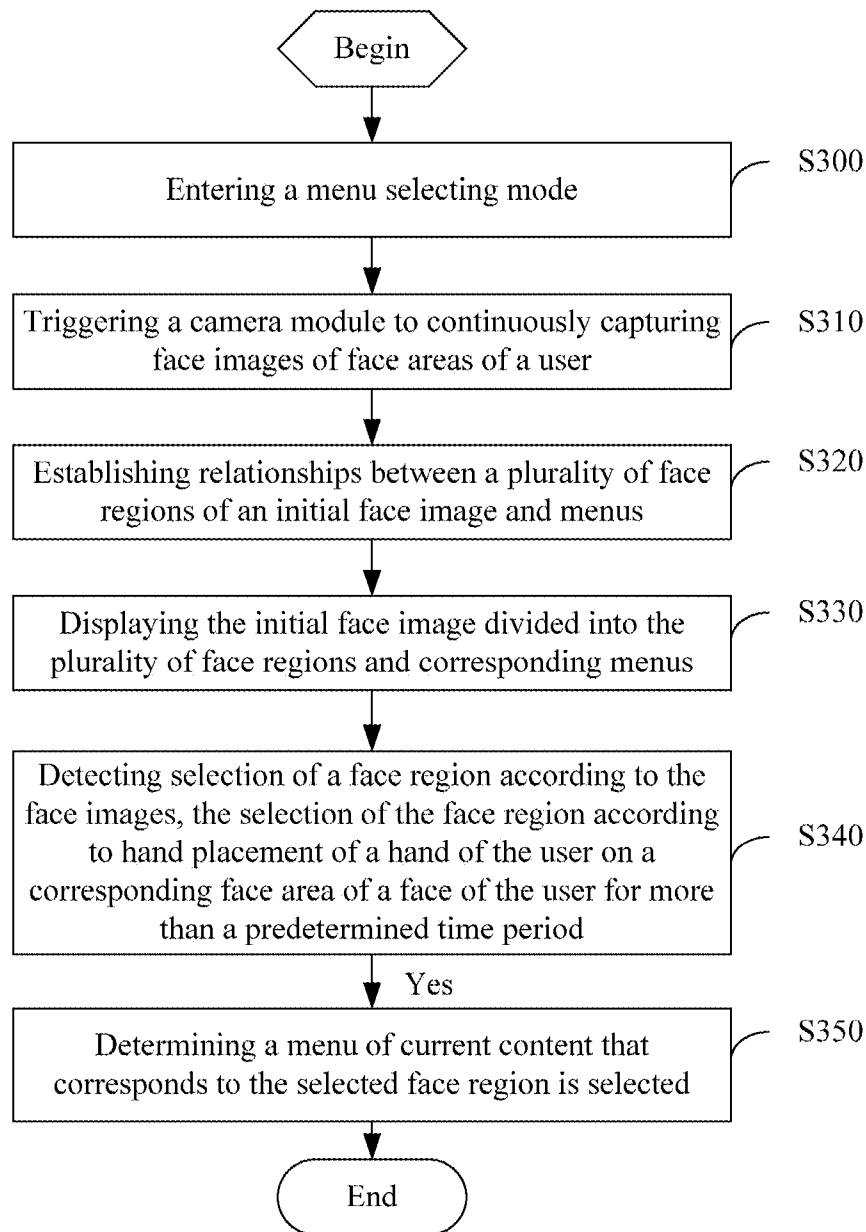 Begin
Entering a menu selecting mode
S300
Triggering a camera module to continuously capturing
face images of face areas of a user
S310
Establishing relationships between a plurality of face
regions of an initial face image and menus
S320
Displaying the initial face image divided into the
plurality of face regions and corresponding menus
S330
Detecting selection of a face region according to the
face images, the selection of the face region according
to hand placement of a hand of the user on a
corresponding face area of a face of the user for more
than a predetermined time period
S340
Yes
Determining a menu of current content that
corresponds to the selected face region is selected
S350
End